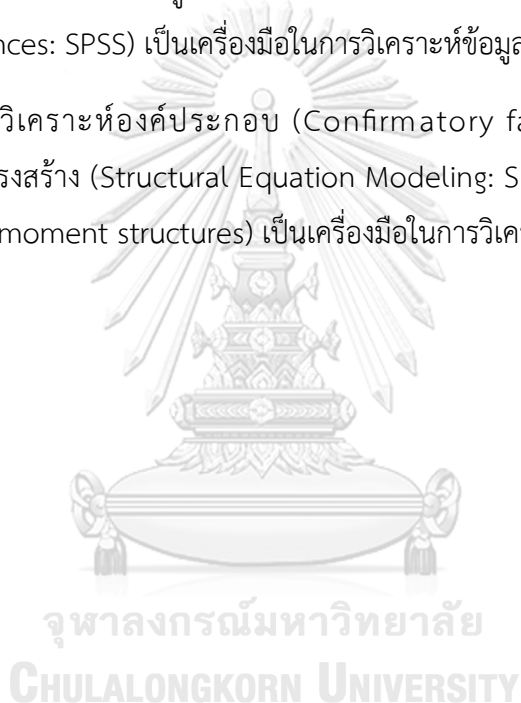 nces: SPSS) เป็นเครื่องมือในการวิเคราะห์ข้อมูล
วิเคราะห์องค์ประกอบ (Confirmatory fa
รงสร้าง (Structural Equation Modeling: S
moment structures) เป็นเครื่องมือในการวิเค
จุฬาลงกรณ์มหาวิทยาลัย
CHULALONGKORN UNIVERSITY